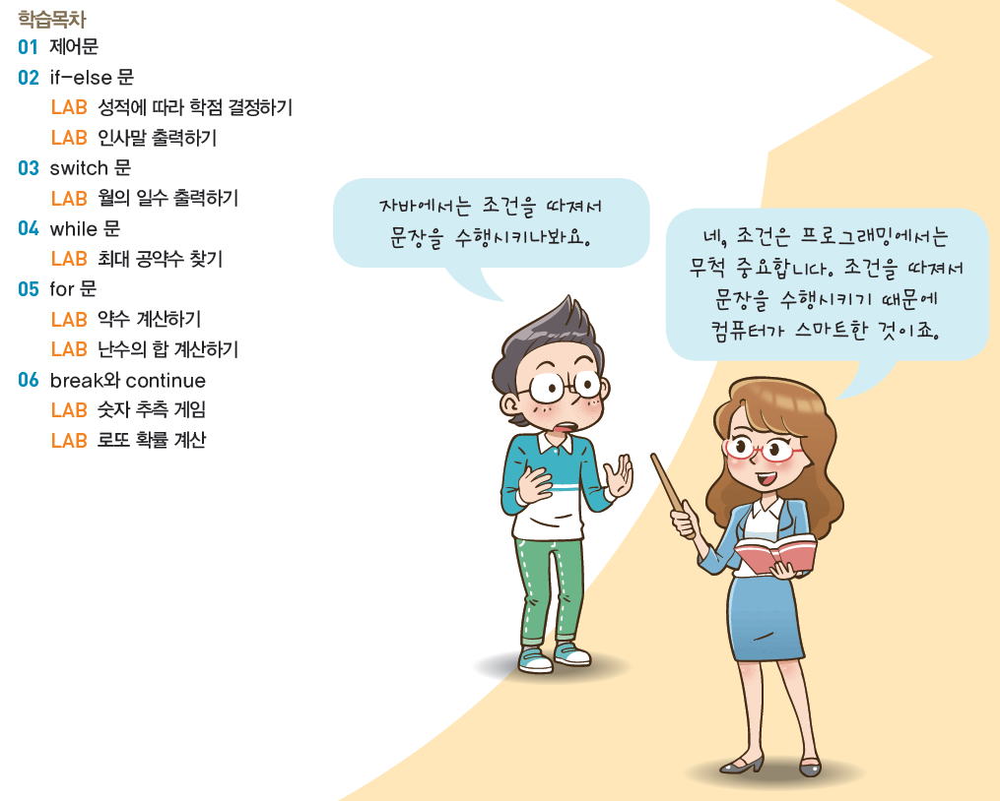 학습목차
01 제어문
02 if-else 문
LAB 성적에 따라 학점 결정하기
LAB 인사말 출력하기
03 switch 문
LAB 월의 일수 출력하기
04 while 문
LAB 최대 공약수 찾기
05 for 문
LAB 약수 계산하기
LAB 난수의 합 계산하기
06 break와 continue
LAB 숫자 추측 게임
LAB 로또 확률 계산
자바에서는 조건을 따져서
문장을 수행시키나봐요.
네, 조건은 프로그래밍에서는
무척 중요합니다. 조건을 따져서
문장을 수행시키기 때문에
컴퓨터가 스마트한 것이죠.